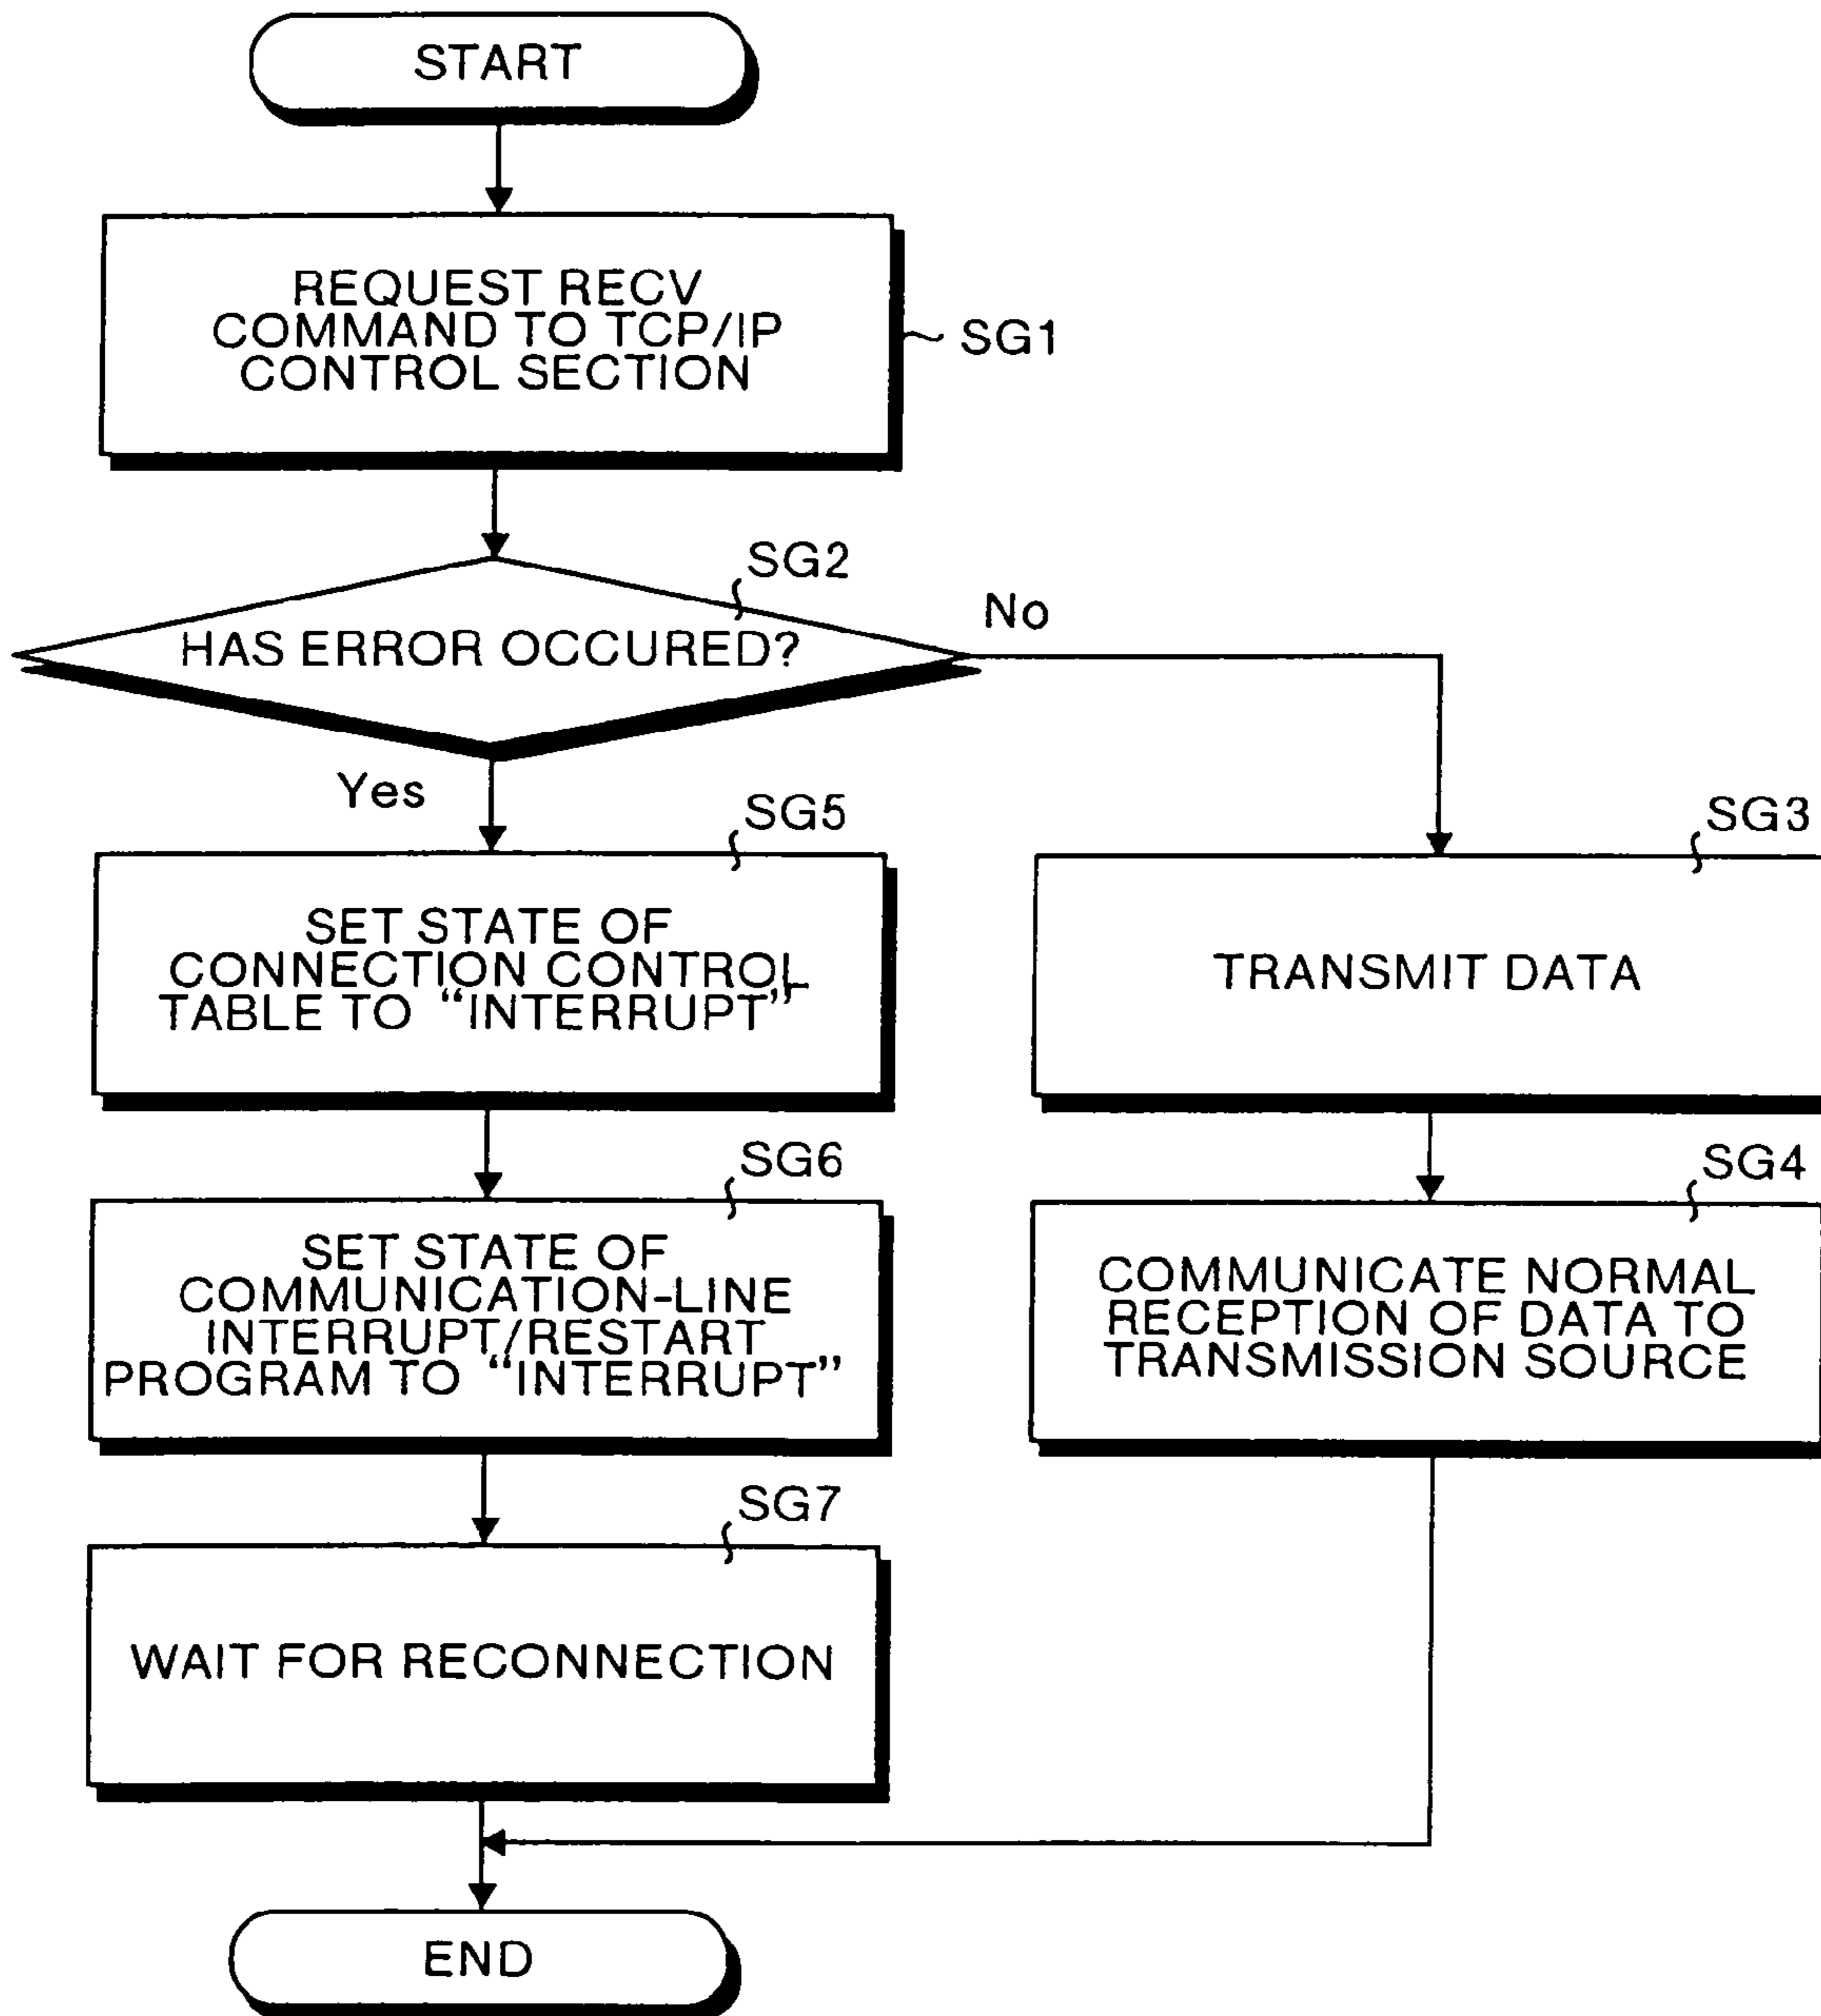 START
REQUEST RECV
COMMAND TO TCP/IP
CONTROL SECTION
SG1
SG2
HAS ERROR OCCURED?
No
Yes
SG5
SET STATE OF
CONNECTION CONTROL
TABLE TO “INTERRUPT”
SG3
TRANSMIT DATA
SG6
SET STATE OF
COMMUNICATION-LINE
INTERRUPT/RESTART
PROGRAM TO “INTERRUPT”
SG4
COMMUNICATE NORMAL
RECEPTION OF DATA TO
TRANSMISSION SOURCE
SG7
WAIT FOR RECONNECTION
END